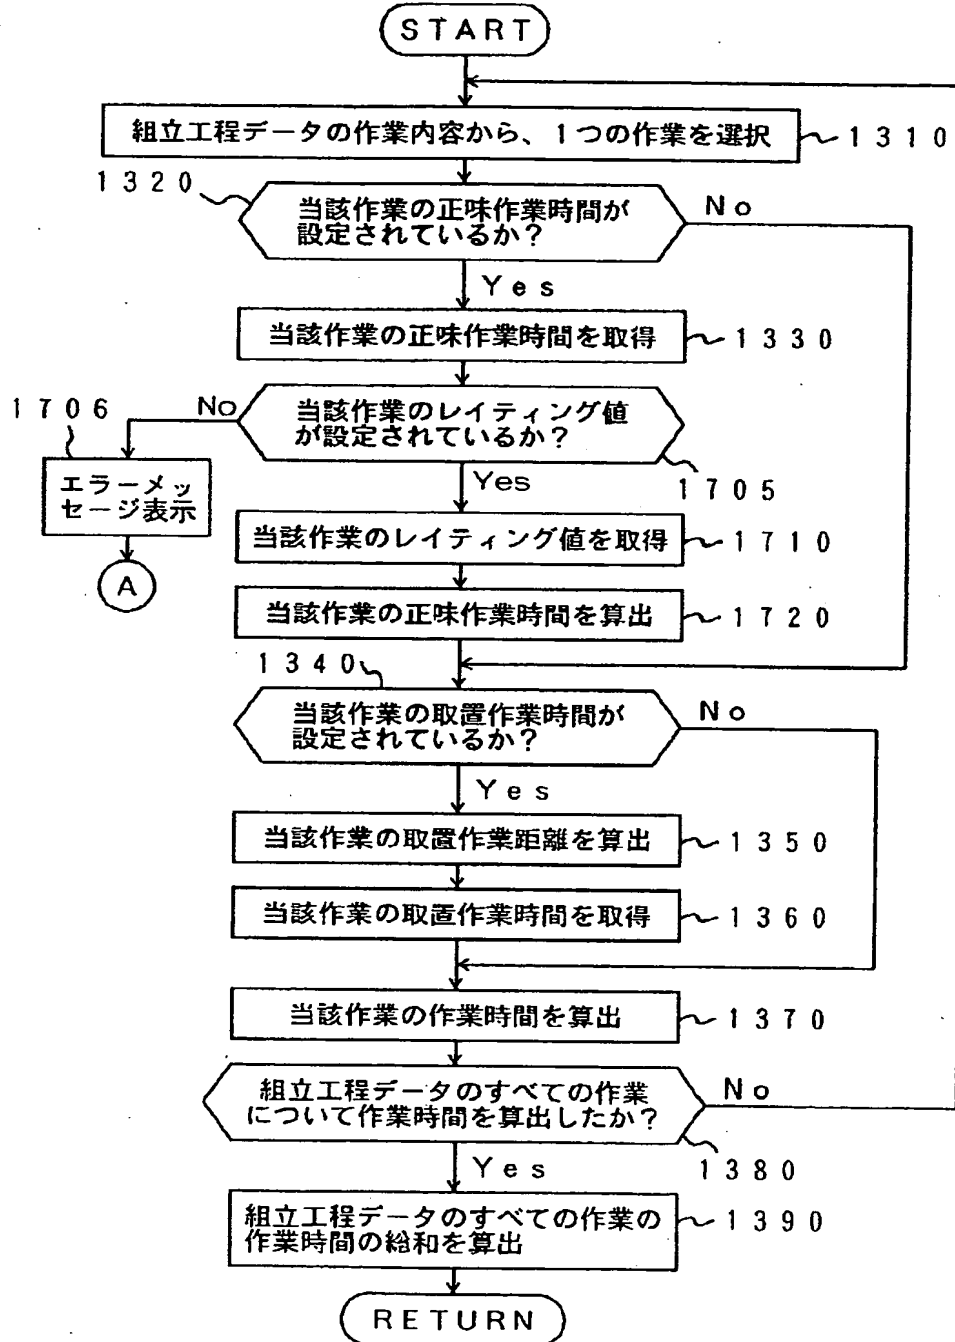 START
組立工程データの作業内容から、1つの作業を選択
1310
1320
当該作業の正味作業時間が
設定されているか？
No
Yes
当該作業の正味作業時間を取得
1330
1706
No
当該作業のレイティング値
が設定されているか？
エラーメッ
セージ表示
Yes
1705
A
当該作業のレイティング値を取得
1710
当該作業の正味作業時間を算出
1720
1340
当該作業の取置作業時間が
設定されているか？
No
Yes
当該作業の取置作業距離を算出
1350
当該作業の取置作業時間を取得
1360
当該作業の作業時間を算出
1370
組立工程データのすべての作業
について作業時間を算出したか？
No
Yes
1380
組立工程データのすべての作業の
作業時間の総和を算出
1390
RETURN